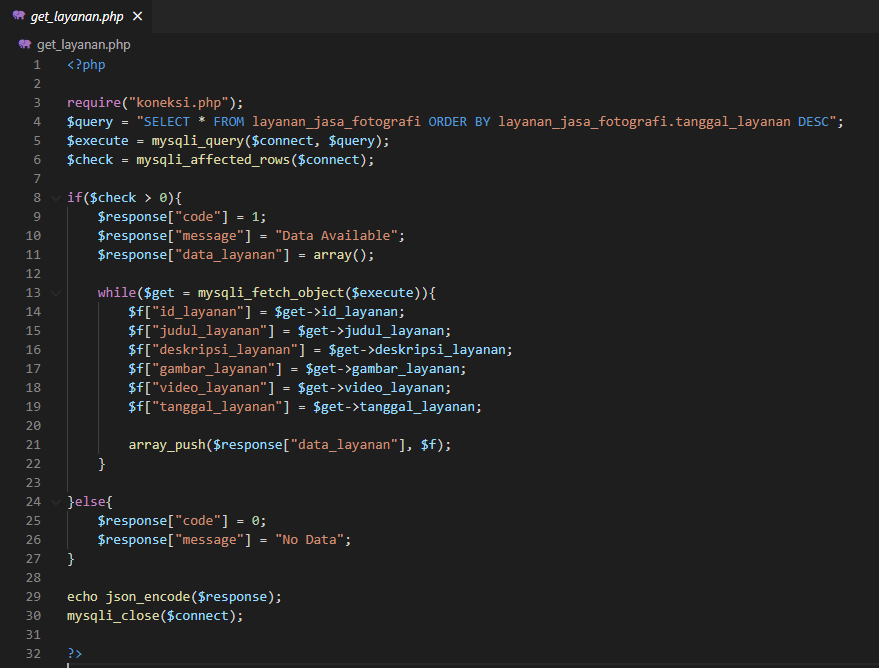 get_layanan.php ×
get_layanan.php
1 <?php
2
3 require("koneksi.php");
4 $query = "SELECT * FROM layanan_jasa_fotografi ORDER BY layanan_jasa_fotografi.tanggal_layanan DESC";
5 $execute = mysqli_query($connect, $query);
6 $check = mysqli_affected_rows($connect);
7
8 if($check > 0){
9     $response["code"] = 1;
10     $response["message"] = "Data Available";
11     $response["data_layanan"] = array();
12
13     while($get = mysqli_fetch_object($execute)){
14         $f["id_layanan"] = $get->id_layanan;
15         $f["judul_layanan"] = $get->judul_layanan;
16         $f["deskripsi_layanan"] = $get->deskripsi_layanan;
17         $f["gambar_layanan"] = $get->gambar_layanan;
18         $f["video_layanan"] = $get->video_layanan;
19         $f["tanggal_layanan"] = $get->tanggal_layanan;
20
21         array_push($response["data_layanan"], $f);
22     }
23
24 }else{
25     $response["code"] = 0;
26     $response["message"] = "No Data";
27 }
28
29 echo json_encode($response);
30 mysqli_close($connect);
31
32 ?>